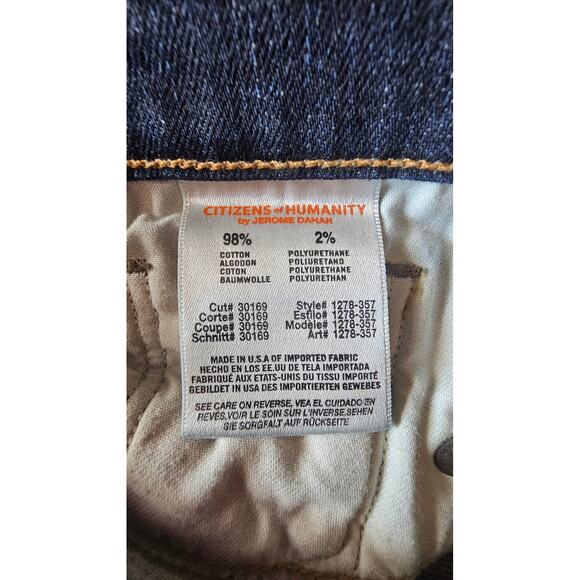 CITIZENS of HUMANITY
by JEROME DAHAN
98% 2%
COTTON POLYURETHANE
ALGODON POLIURETANO
COTON POLYURETHANE
BAUMWOLLE POLYURETHAN
Cut# 30169 Style# 1278-357
Corte# 30169 Estilo# 1278-357
Coupe# 30169 Modèle# 1278-357
Schnitt# 30169 Art# 1278-357
MADE IN U.S.A OF IMPORTED FABRIC
HECHO EN LOS EE.UU DE TELA IMPORTADA
FABRIQUÉ AUX ETATS-UNIS DU TISSU IMPORTÉ
GEBILDET IN USA DES IMPORTIERTEN GEWEBES
SEE CARE ON REVERSE, VEA EL CUIDADO EN
REVÉS,VOIR LE SOIN SUR L'INVERSE,SEHEN
SIE SORGFALT AUF RÜCKSEITE